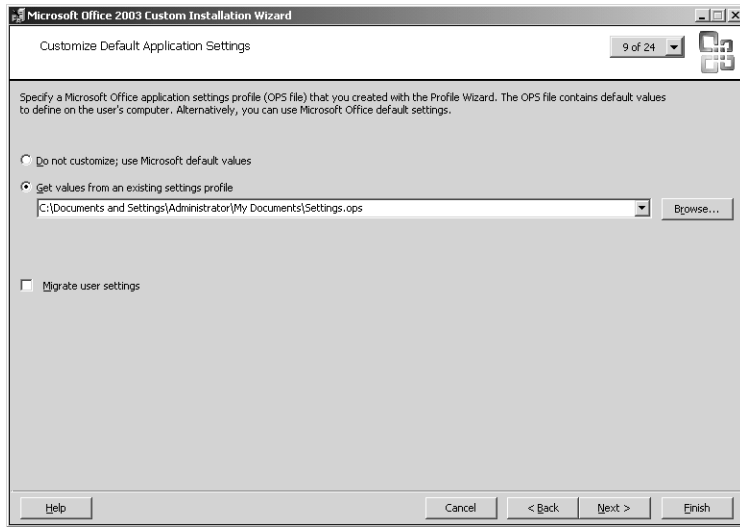 Microsoft Office 2003 Custom Installation Wizard
Customize Default Application Settings
9 of 24
Specify a Microsoft Office application settings profile (OPS file) that you created with the Profile Wizard. The OPS file contains default values
to define on the user's computer. Alternatively, you can use Microsoft Office default settings.
Do not customize; use Microsoft default values
Get values from an existing settings profile
C:\Documents and Settings\Administrator\My Documents\Settings.ops
Browse...
Migrate user settings
Help
Cancel
< Back
Next >
Finish